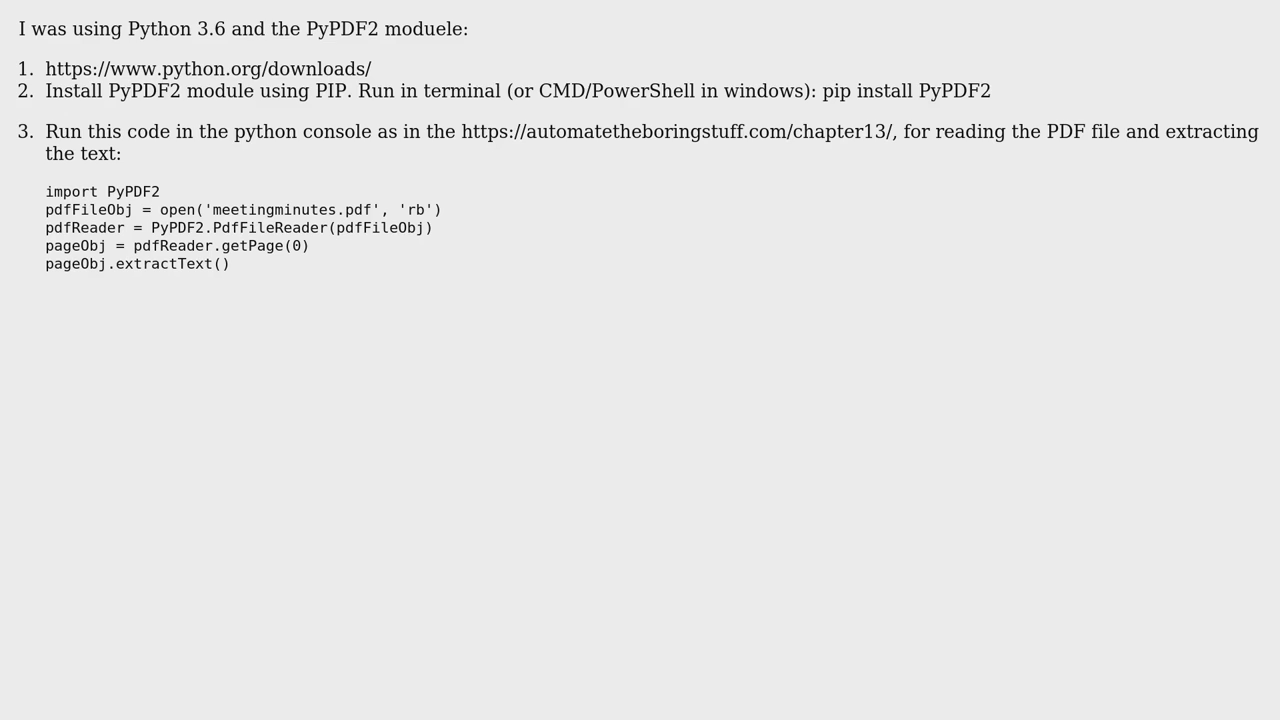 I was using Python 3.6 and the PyPDF2 moduele:
1. https://www.python.org/downloads/
2. Install PyPDF2 module using PIP. Run in terminal (or CMD/PowerShell in windows): pip install PyPDF2
3. Run this code in the python console as in the https://automatetheboringstuff.com/chapter13/, for reading the PDF file and extracting
the text:
import PyPDF2
pdfFileObj = open('meetingminutes.pdf', 'rb')
pdfReader = PyPDF2.PdfFileReader(pdfFileObj)
pageObj = pdfReader.getPage(0)
pageObj.extractText()